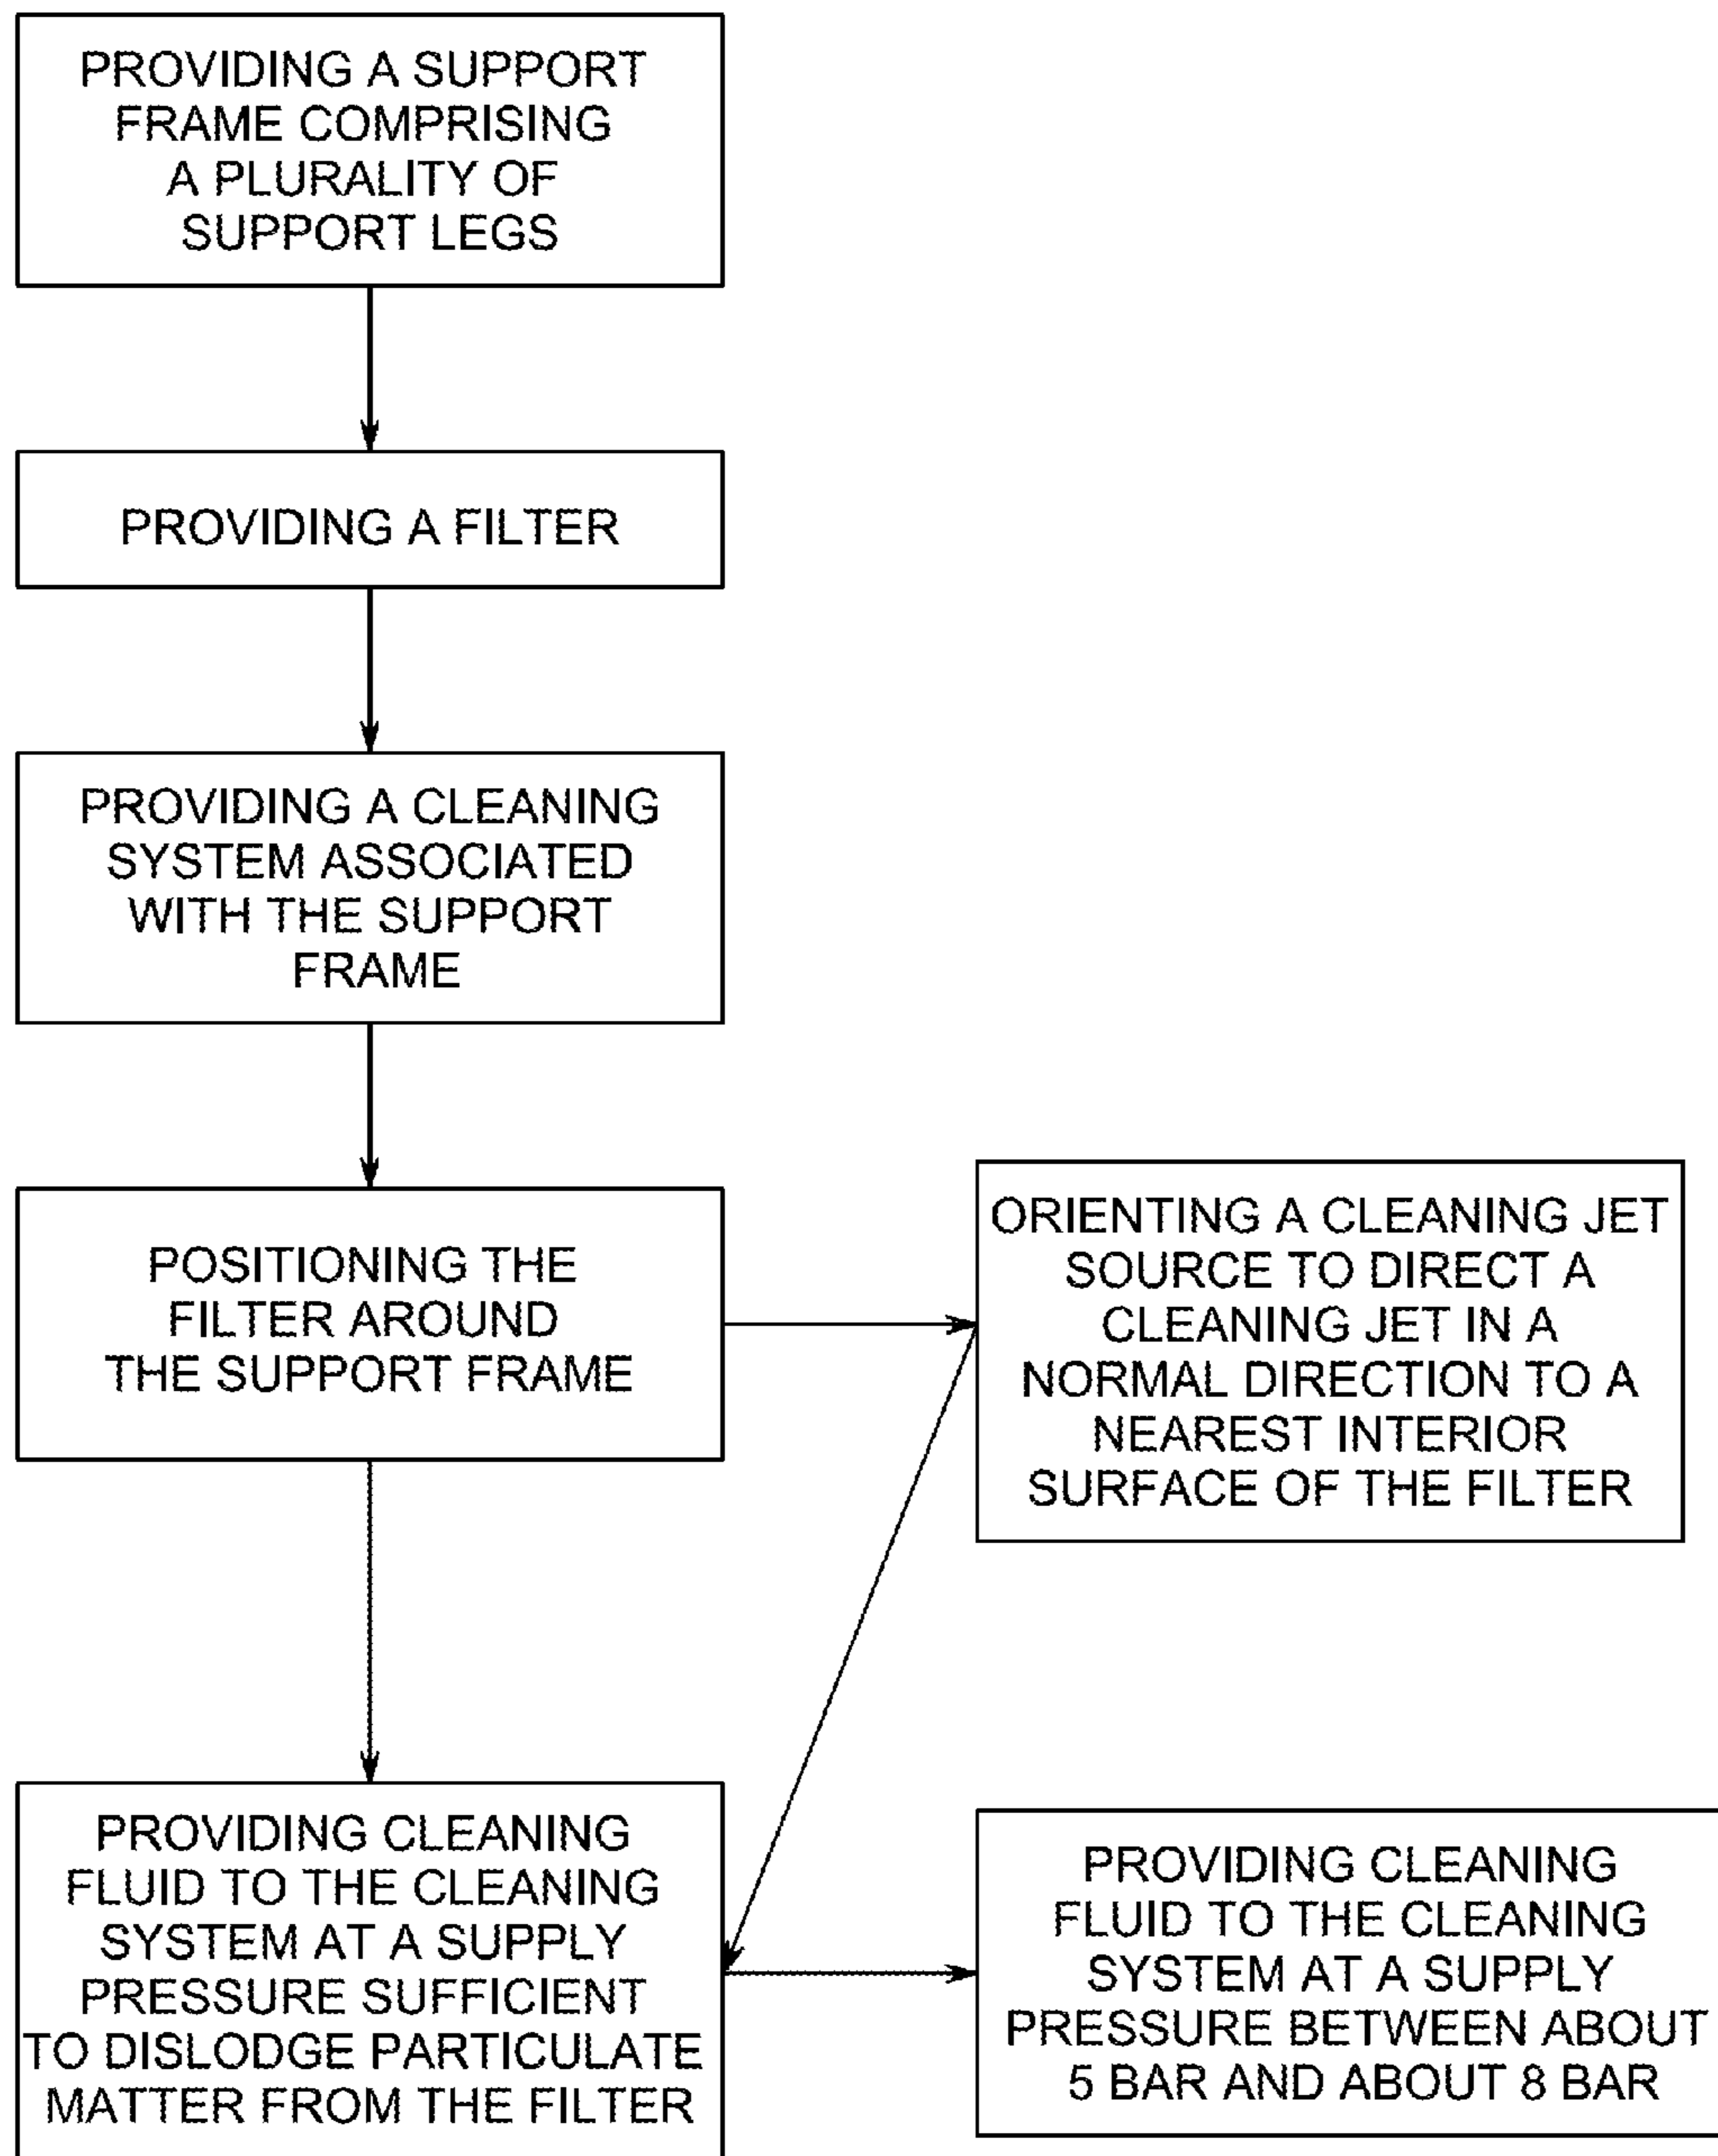 PROVIDING A SUPPORT
FRAME COMPRISING
A PLURALITY OF
SUPPORT LEGS
PROVIDING A FILTER
PROVIDING A CLEANING
SYSTEM ASSOCIATED
WITH THE SUPPORT
FRAME
POSITIONING THE
FILTER AROUND
THE SUPPORT FRAME
ORIENTING A CLEANING JET
SOURCE TO DIRECT A
CLEANING JET IN A
NORMAL DIRECTION TO A
NEAREST INTERIOR
SURFACE OF THE FILTER
PROVIDING CLEANING
FLUID TO THE CLEANING
SYSTEM AT A SUPPLY
PRESSURE SUFFICIENT
TO DISLODGE PARTICULATE
MATTER FROM THE FILTER
PROVIDING CLEANING
FLUID TO THE CLEANING
SYSTEM AT A SUPPLY
PRESSURE BETWEEN ABOUT
5 BAR AND ABOUT 8 BAR